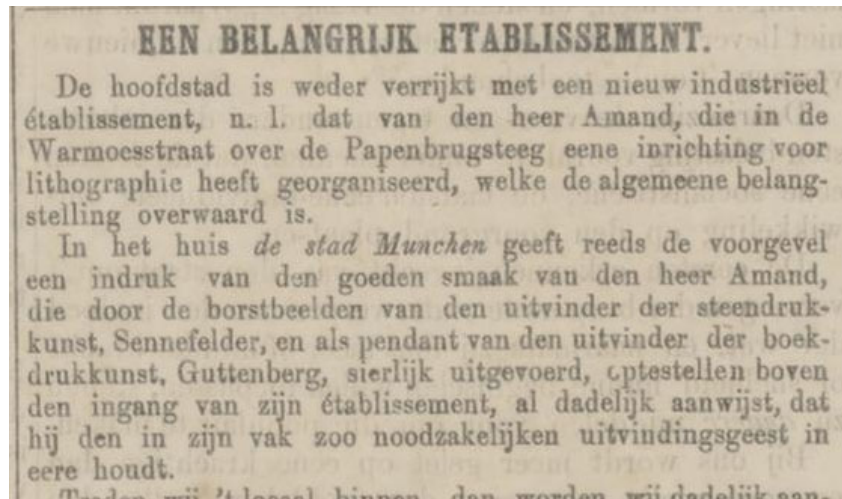 EEN BELANGRIJK ETABLISSEMENT.
De hoofdstad is weder verrijkt met een nieuw industriëel
établissement, n. l. dat van den heer Amand, die in de
Warmoesstraat over de Papenbrugsteeg eene inrichting voor
lithographie heeft georganiseerd, welke de algemeene belang-
stelling overwaard is.
In het huis de stad Munchen geeft reeds de voorgevel
een indruk van den goeden smaak van den heer Amand,
die door de borstbeelden van den uitvinder der steendruk-
kunst, Sennefelder, en als pendant van den uitvinder der boek-
drukkunst, Guttenberg, sierlijk uitgevoerd, optestellen boven
den ingang van zijn établissement, al dadelijk aanwijst, dat
hij den in zijn vak zoo noodzakelijken uitvindingsgeest in
eere houdt.